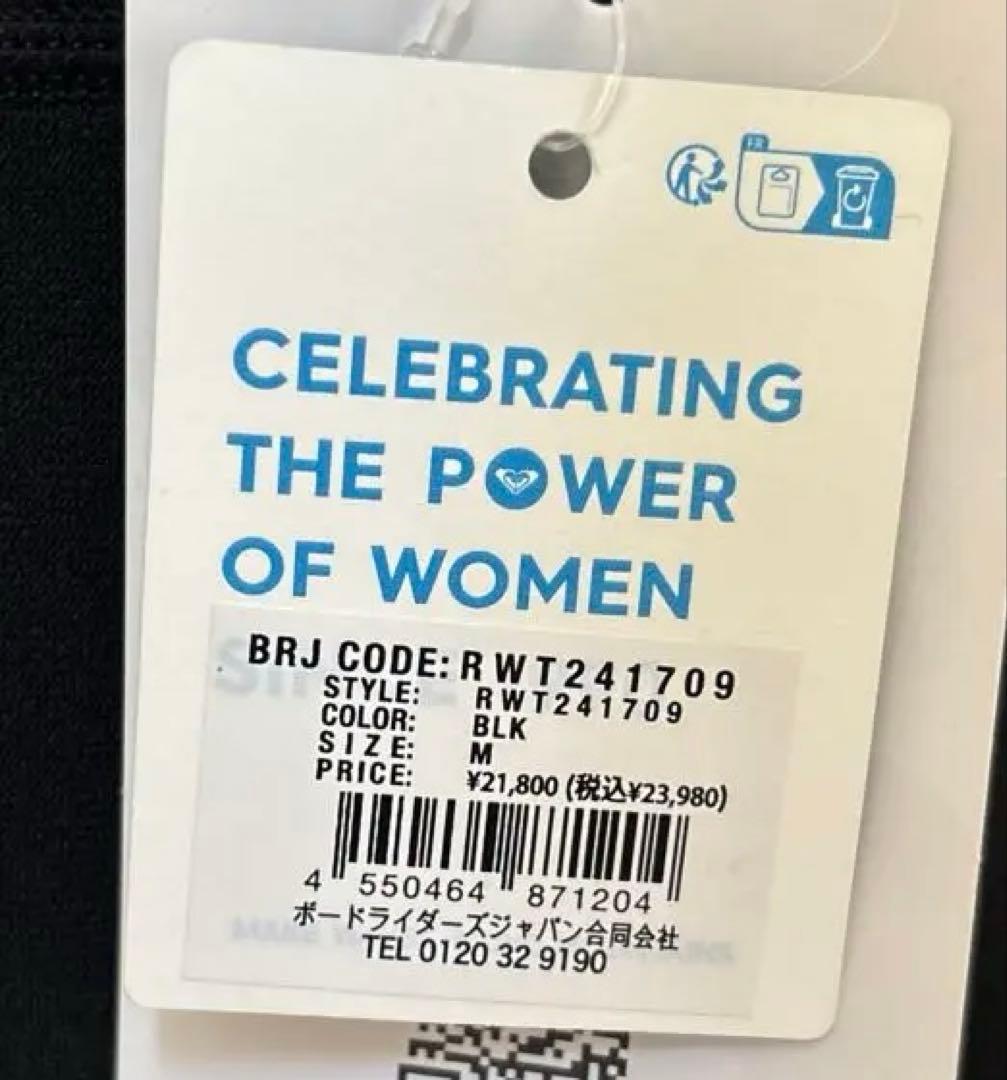 FR
CELEBRATING
THE POWER
OF WOMEN
BRJ CODE: RWT241709
STYLE: RWT241709
COLOR: BLK
SIZE: M
PRICE: ¥21,800 (税込¥23,980)
4 550464 871204
ボードライダーズジャパン合同会社
TEL 0120 32 9190